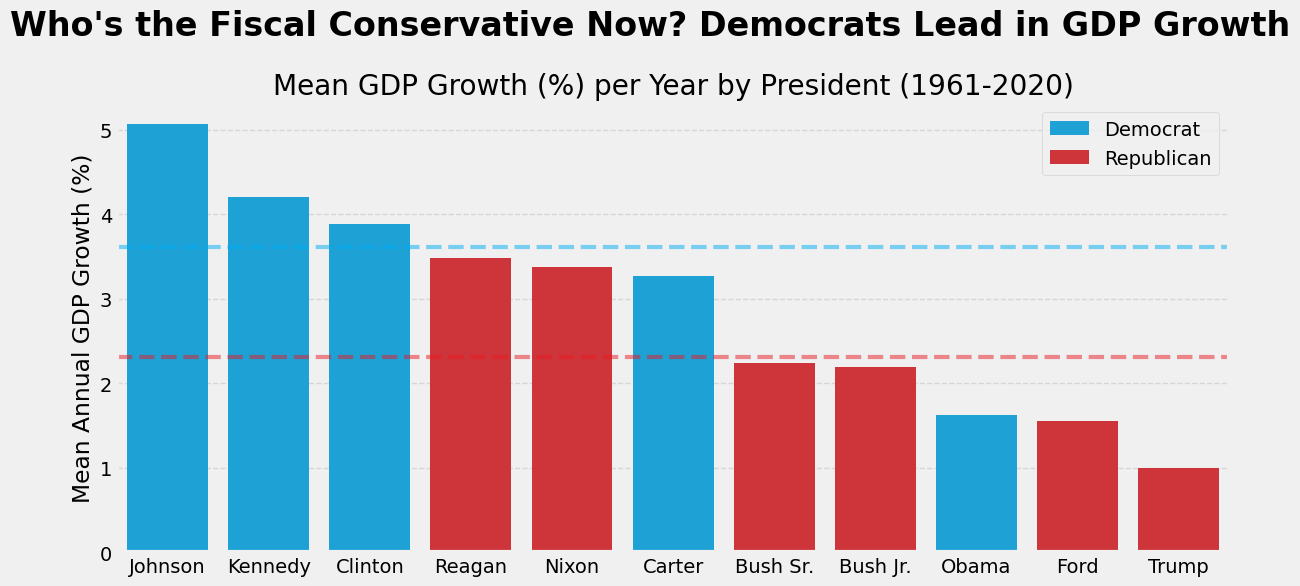 Who's the Fiscal Conservative Now? Democrats Lead in GDP Growth
Mean GDP Growth (%) per Year by President (1961-2020)
Democrat
Republican
Mean Annual GDP Growth (%)
5
4
3
2
1
0
Johnson Kennedy Clinton Reagan Nixon Carter Bush Sr. Bush Jr. Obama Ford Trump